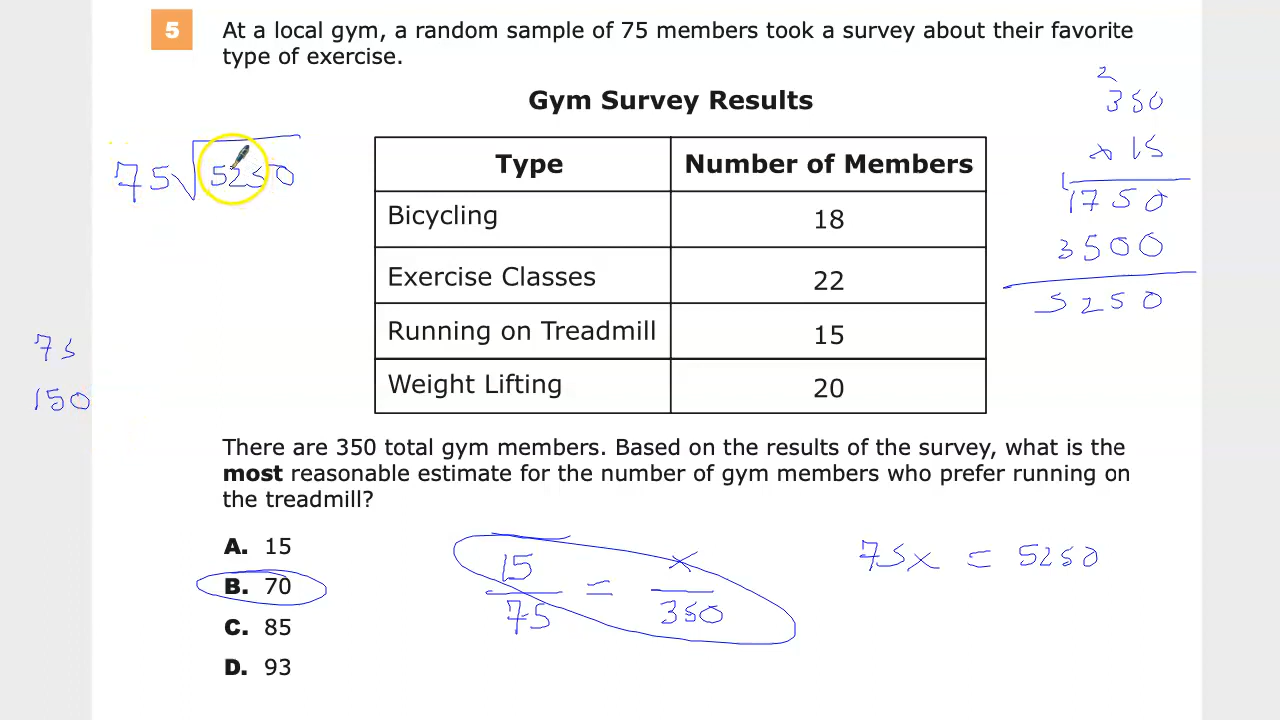 5 At a local gym, a random sample of 75 members took a survey about their favorite
type of exercise.
Gym Survey Results
Type Number of Members
Bicycling 18
Exercise Classes 22
Running on Treadmill 15
Weight Lifting 20
There are 350 total gym members. Based on the results of the survey, what is the
most reasonable estimate for the number of gym members who prefer running on
the treadmill?
A. 15
B. 70
C. 85
D. 93
75 √5250
75
150
2
350
x 15
1
1750
3500
5250
15/75 = x/350
75x = 5250